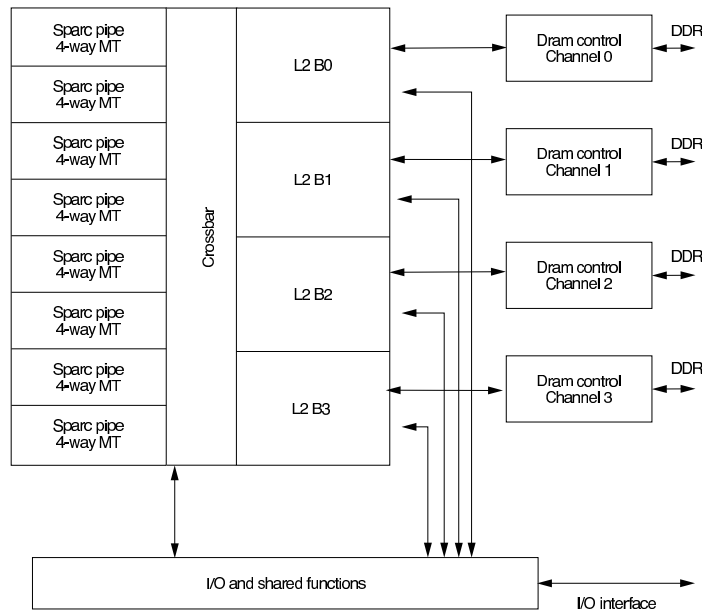 Sparc pipe
4-way MT
Sparc pipe
4-way MT
Sparc pipe
4-way MT
Sparc pipe
4-way MT
Sparc pipe
4-way MT
Sparc pipe
4-way MT
Sparc pipe
4-way MT
Sparc pipe
4-way MT
Crossbar
L2 B0
L2 B1
L2 B2
L2 B3
Dram control
Channel 0
DDR
Dram control
Channel 1
DDR
Dram control
Channel 2
DDR
Dram control
Channel 3
DDR
I/O and shared functions
I/O interface